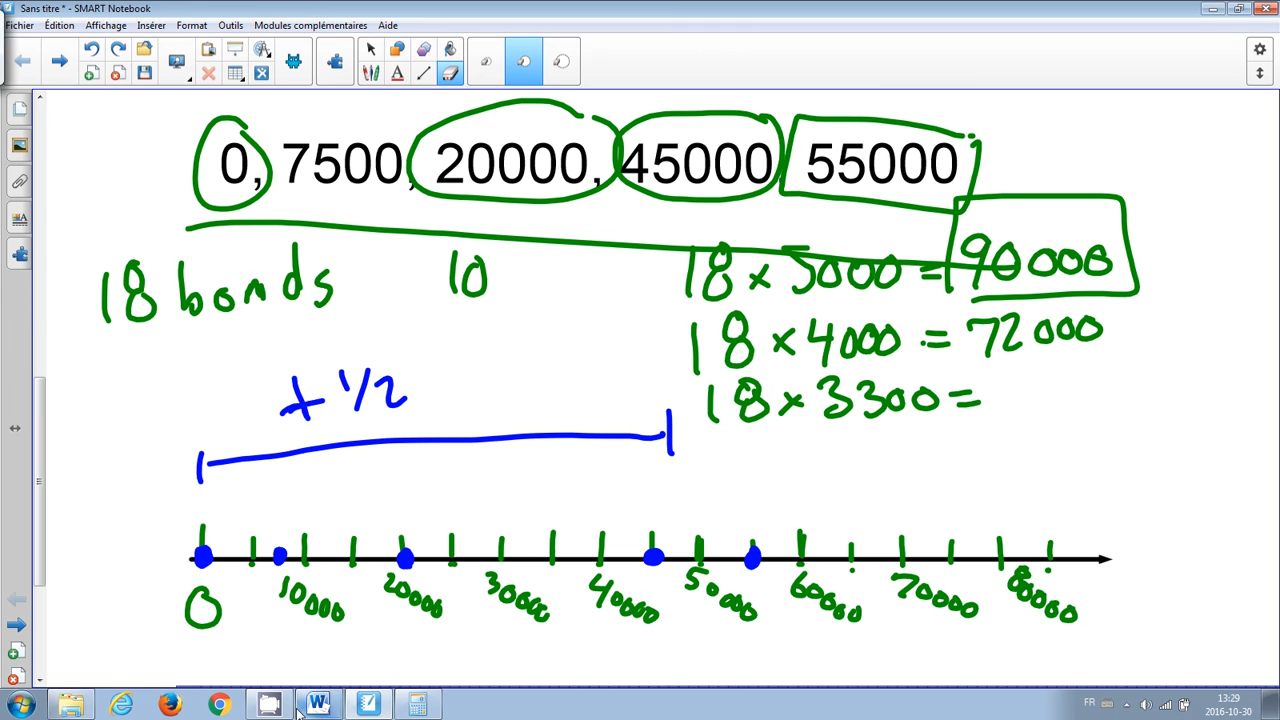 Sans titre * - SMART Notebook
Fichier Édition Affichage Insérer Format Outils Modules complémentaires Aide
0, 7500, 20000, 45000 55000
18 bonds 10 18 x 5000 = 90000
18 x 4000 = 72000
+ 1/2
18 x 3300 =
0 10000 20000 30000 40000 50000 60000 70000 80000
FR 13:29
2016-10-30